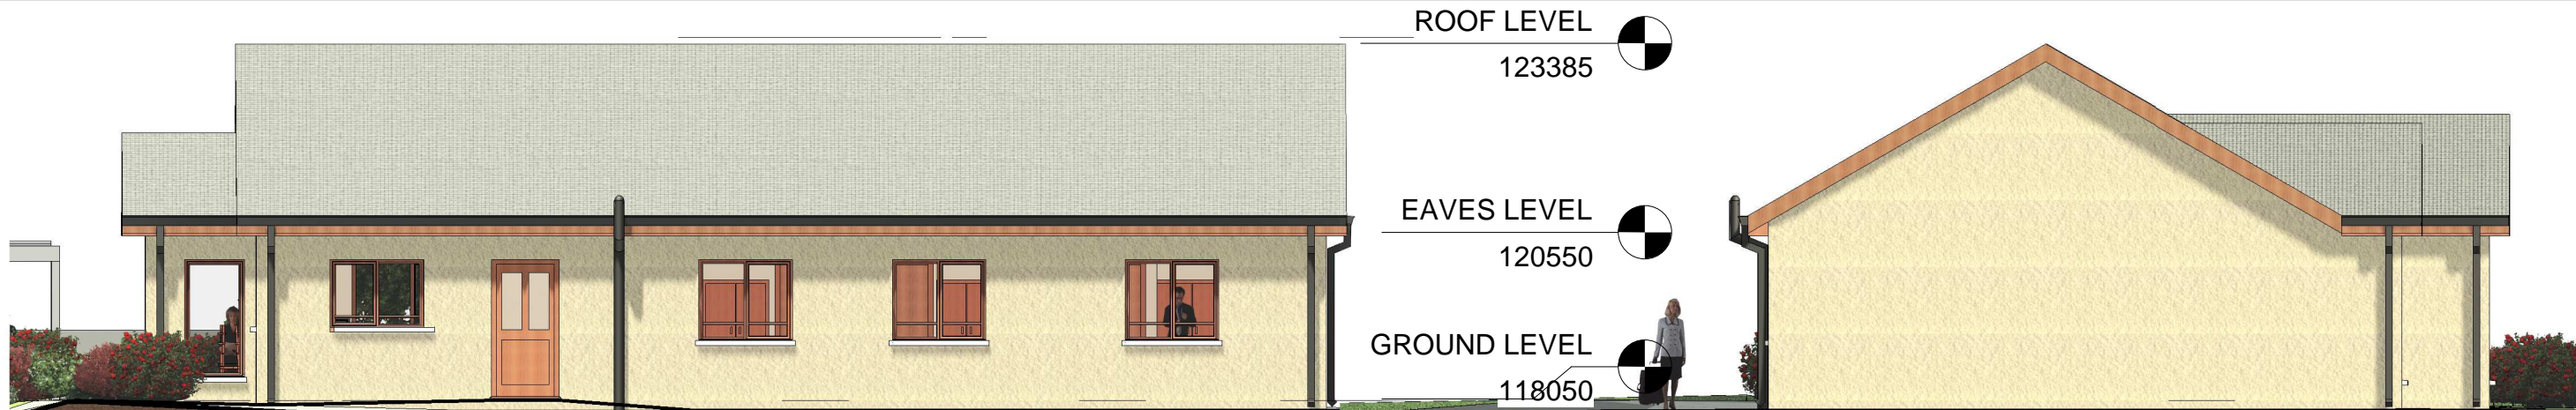 ROOF LEVEL
123385
EAVES LEVEL
120550
GROUND LEVEL
118050